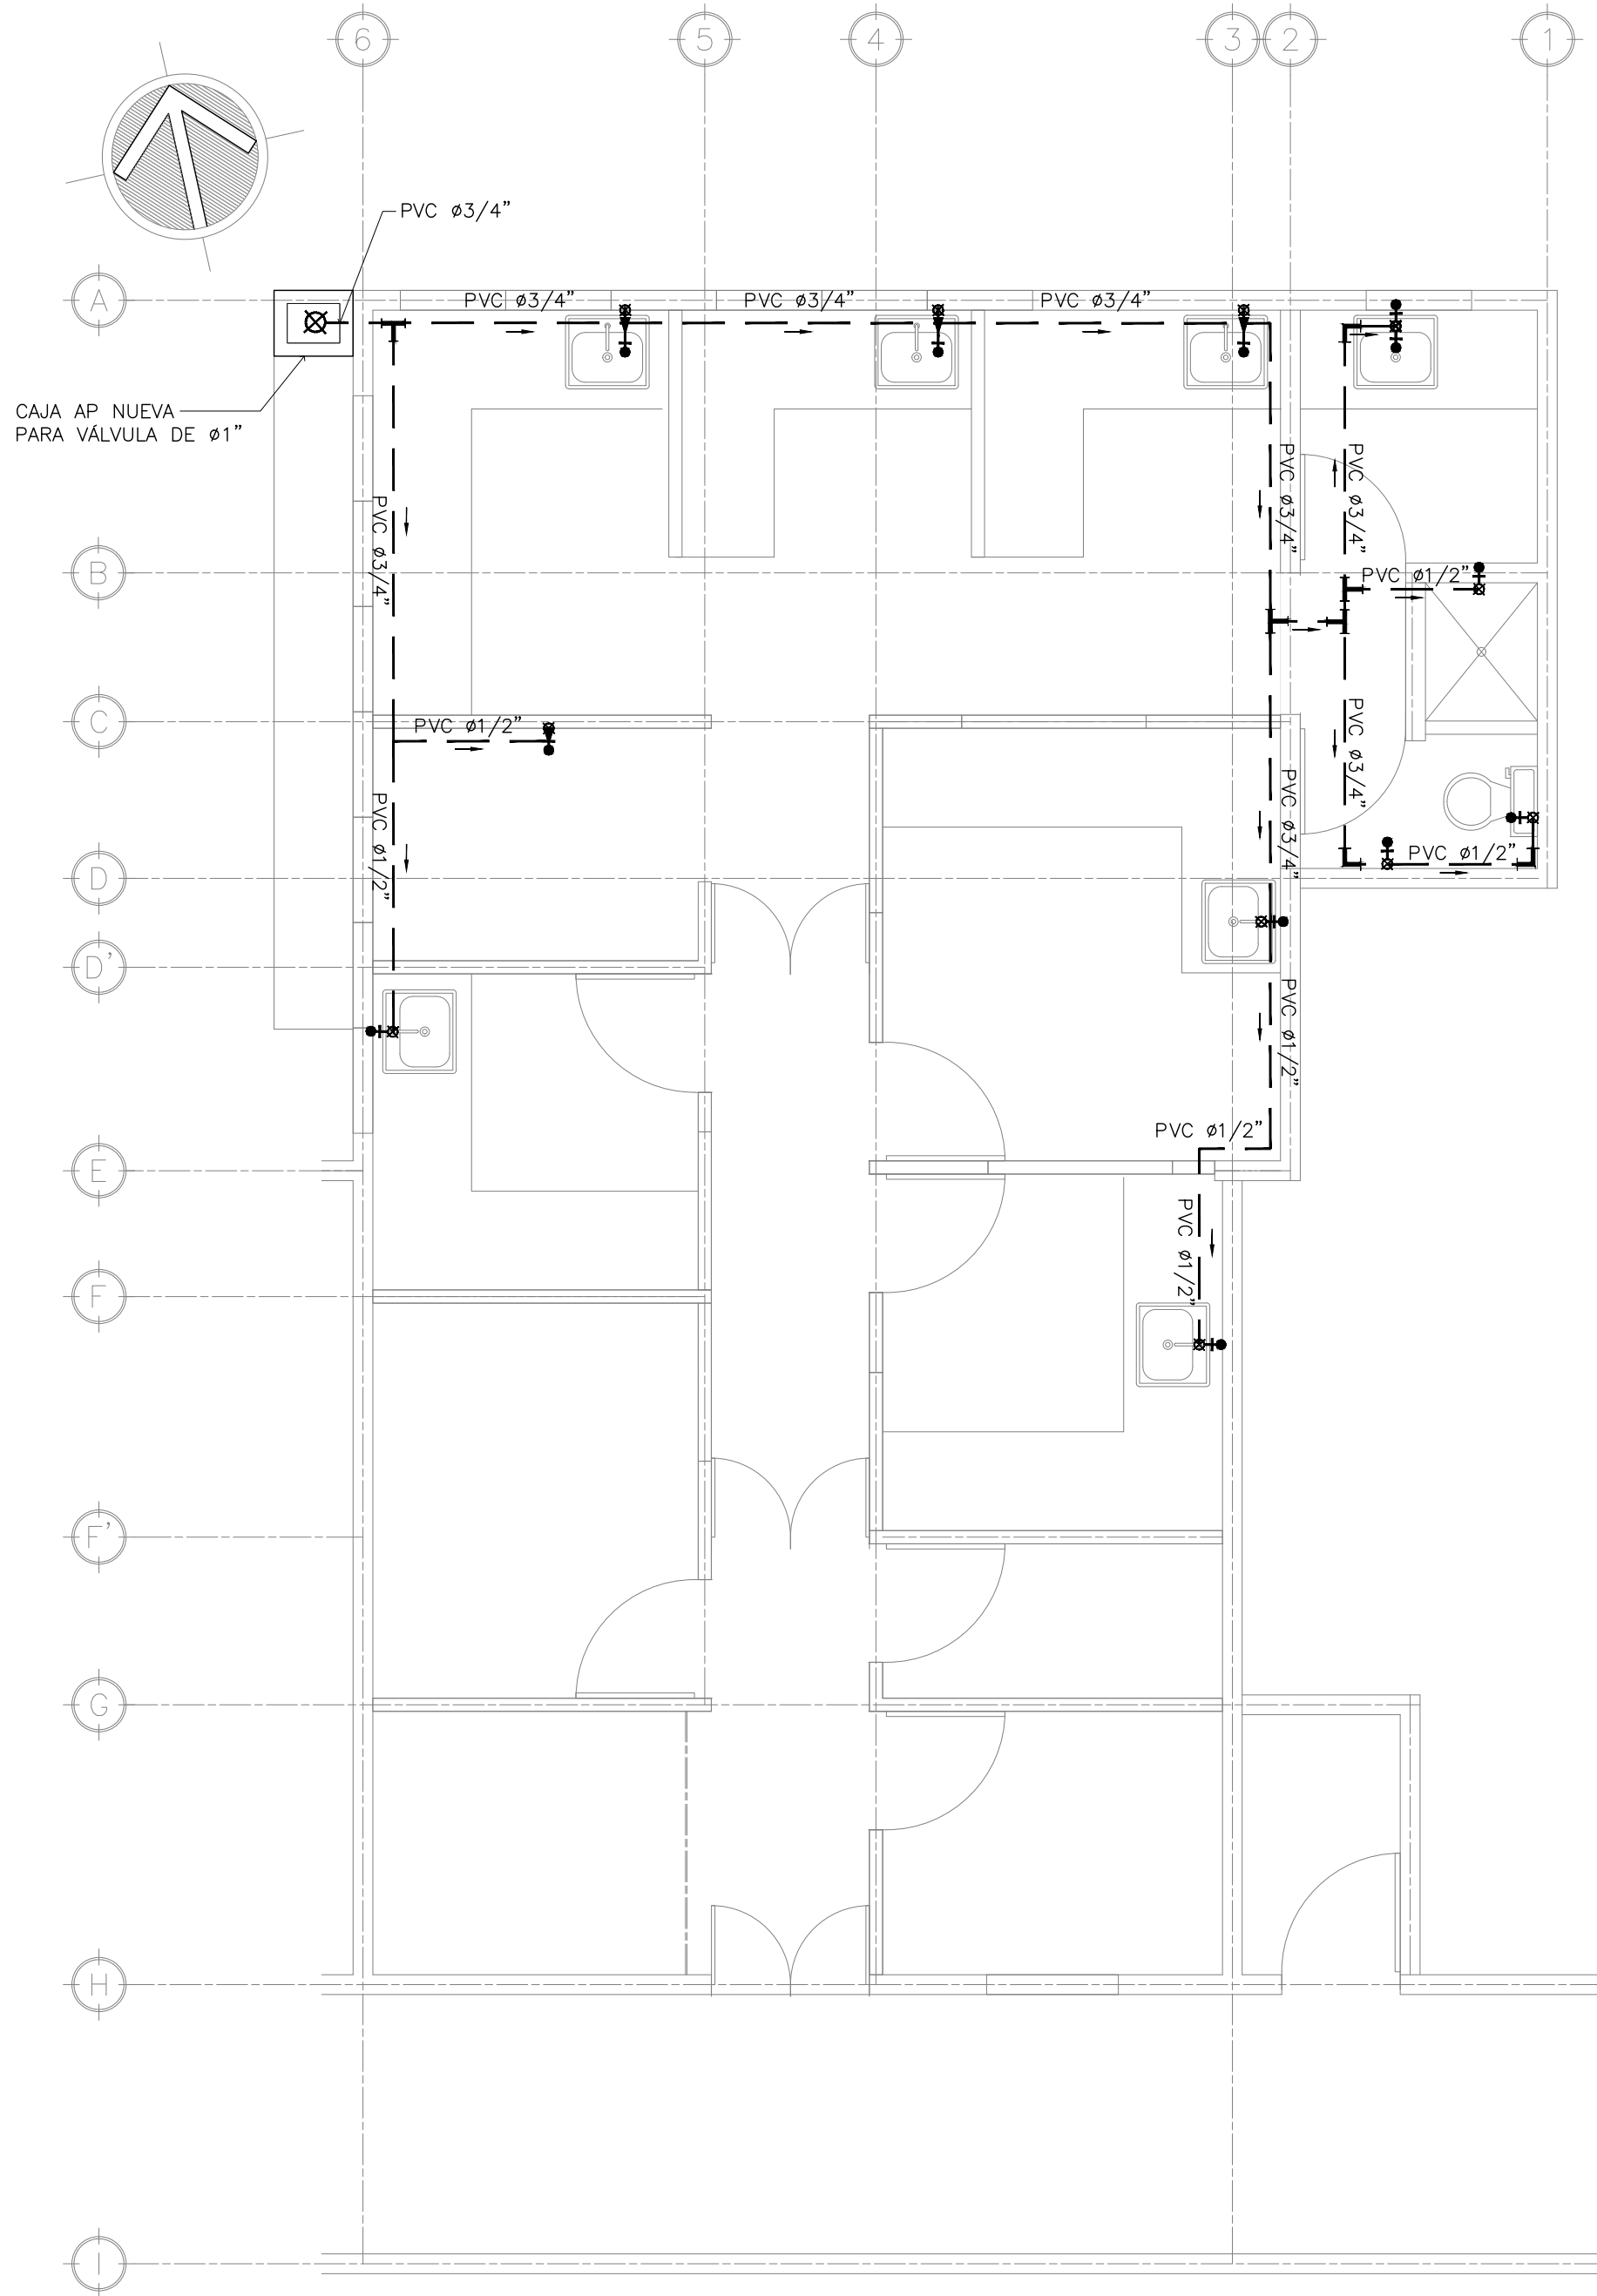 6
5
4
3
2
1
PVC ø3/4”
A
PVC ø3/4”
PVC ø3/4”
PVC ø3/4”
CAJA AP NUEVA
PARA VÁLVULA DE ø1”
PVC ø3/4”
PVC ø3/4”
PVC ø3/4”
B
PVC ø1/2”
C
PVC ø1/2”
PVC ø3/4”
PVC ø3/4”
PVC ø1/2”
PVC ø1/2”
D
D’
PVC ø1/2”
PVC ø1/2”
E
PVC ø1/2”
F
F’
G
H
I